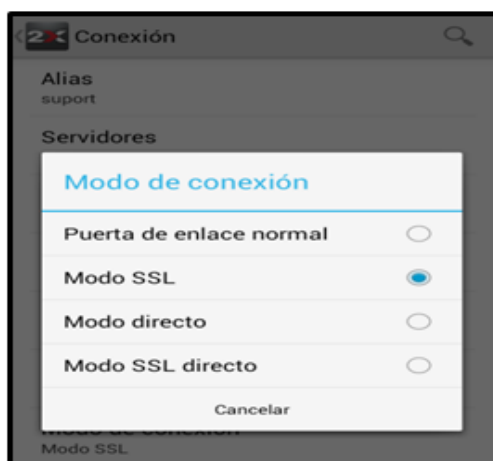 2X Conexión
Alias
suport
Servidores
Modo de conexión
Puerta de enlace normal
Modo SSL
Modo directo
Modo SSL directo
Cancelar
Modo de conexión
Modo SSL